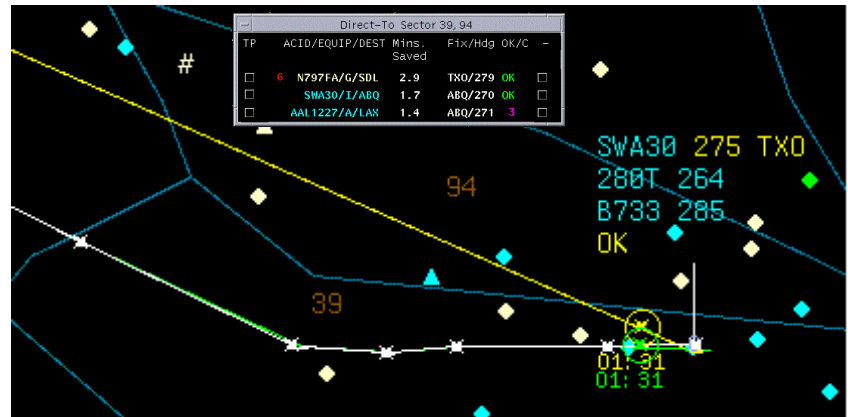 Direct-To Sector 39, 94
TP ACID/EQUIP/DEST Mins. Saved Fix/Hdg OK/C -
6 N797FA/G/SDL 2.9 TXO/279 OK
SWA30/I/ABQ 1.7 ABQ/270 OK
AAL1227/A/LAX 1.4 ABQ/271 3
#
SWA30 275 TXO
280T 264
B733 285
OK
94
39
01:31
01:31